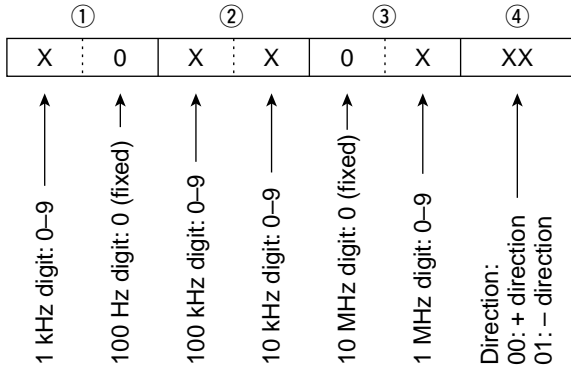 ① ② ③ ④
X 0 X X 0 X XX
1 kHz digit: 0–9
100 Hz digit: 0 (fixed)
100 kHz digit: 0–9
10 kHz digit: 0–9
10 MHz digit: 0 (fixed)
1 MHz digit: 0–9
Direction:
00: + direction
01: – direction